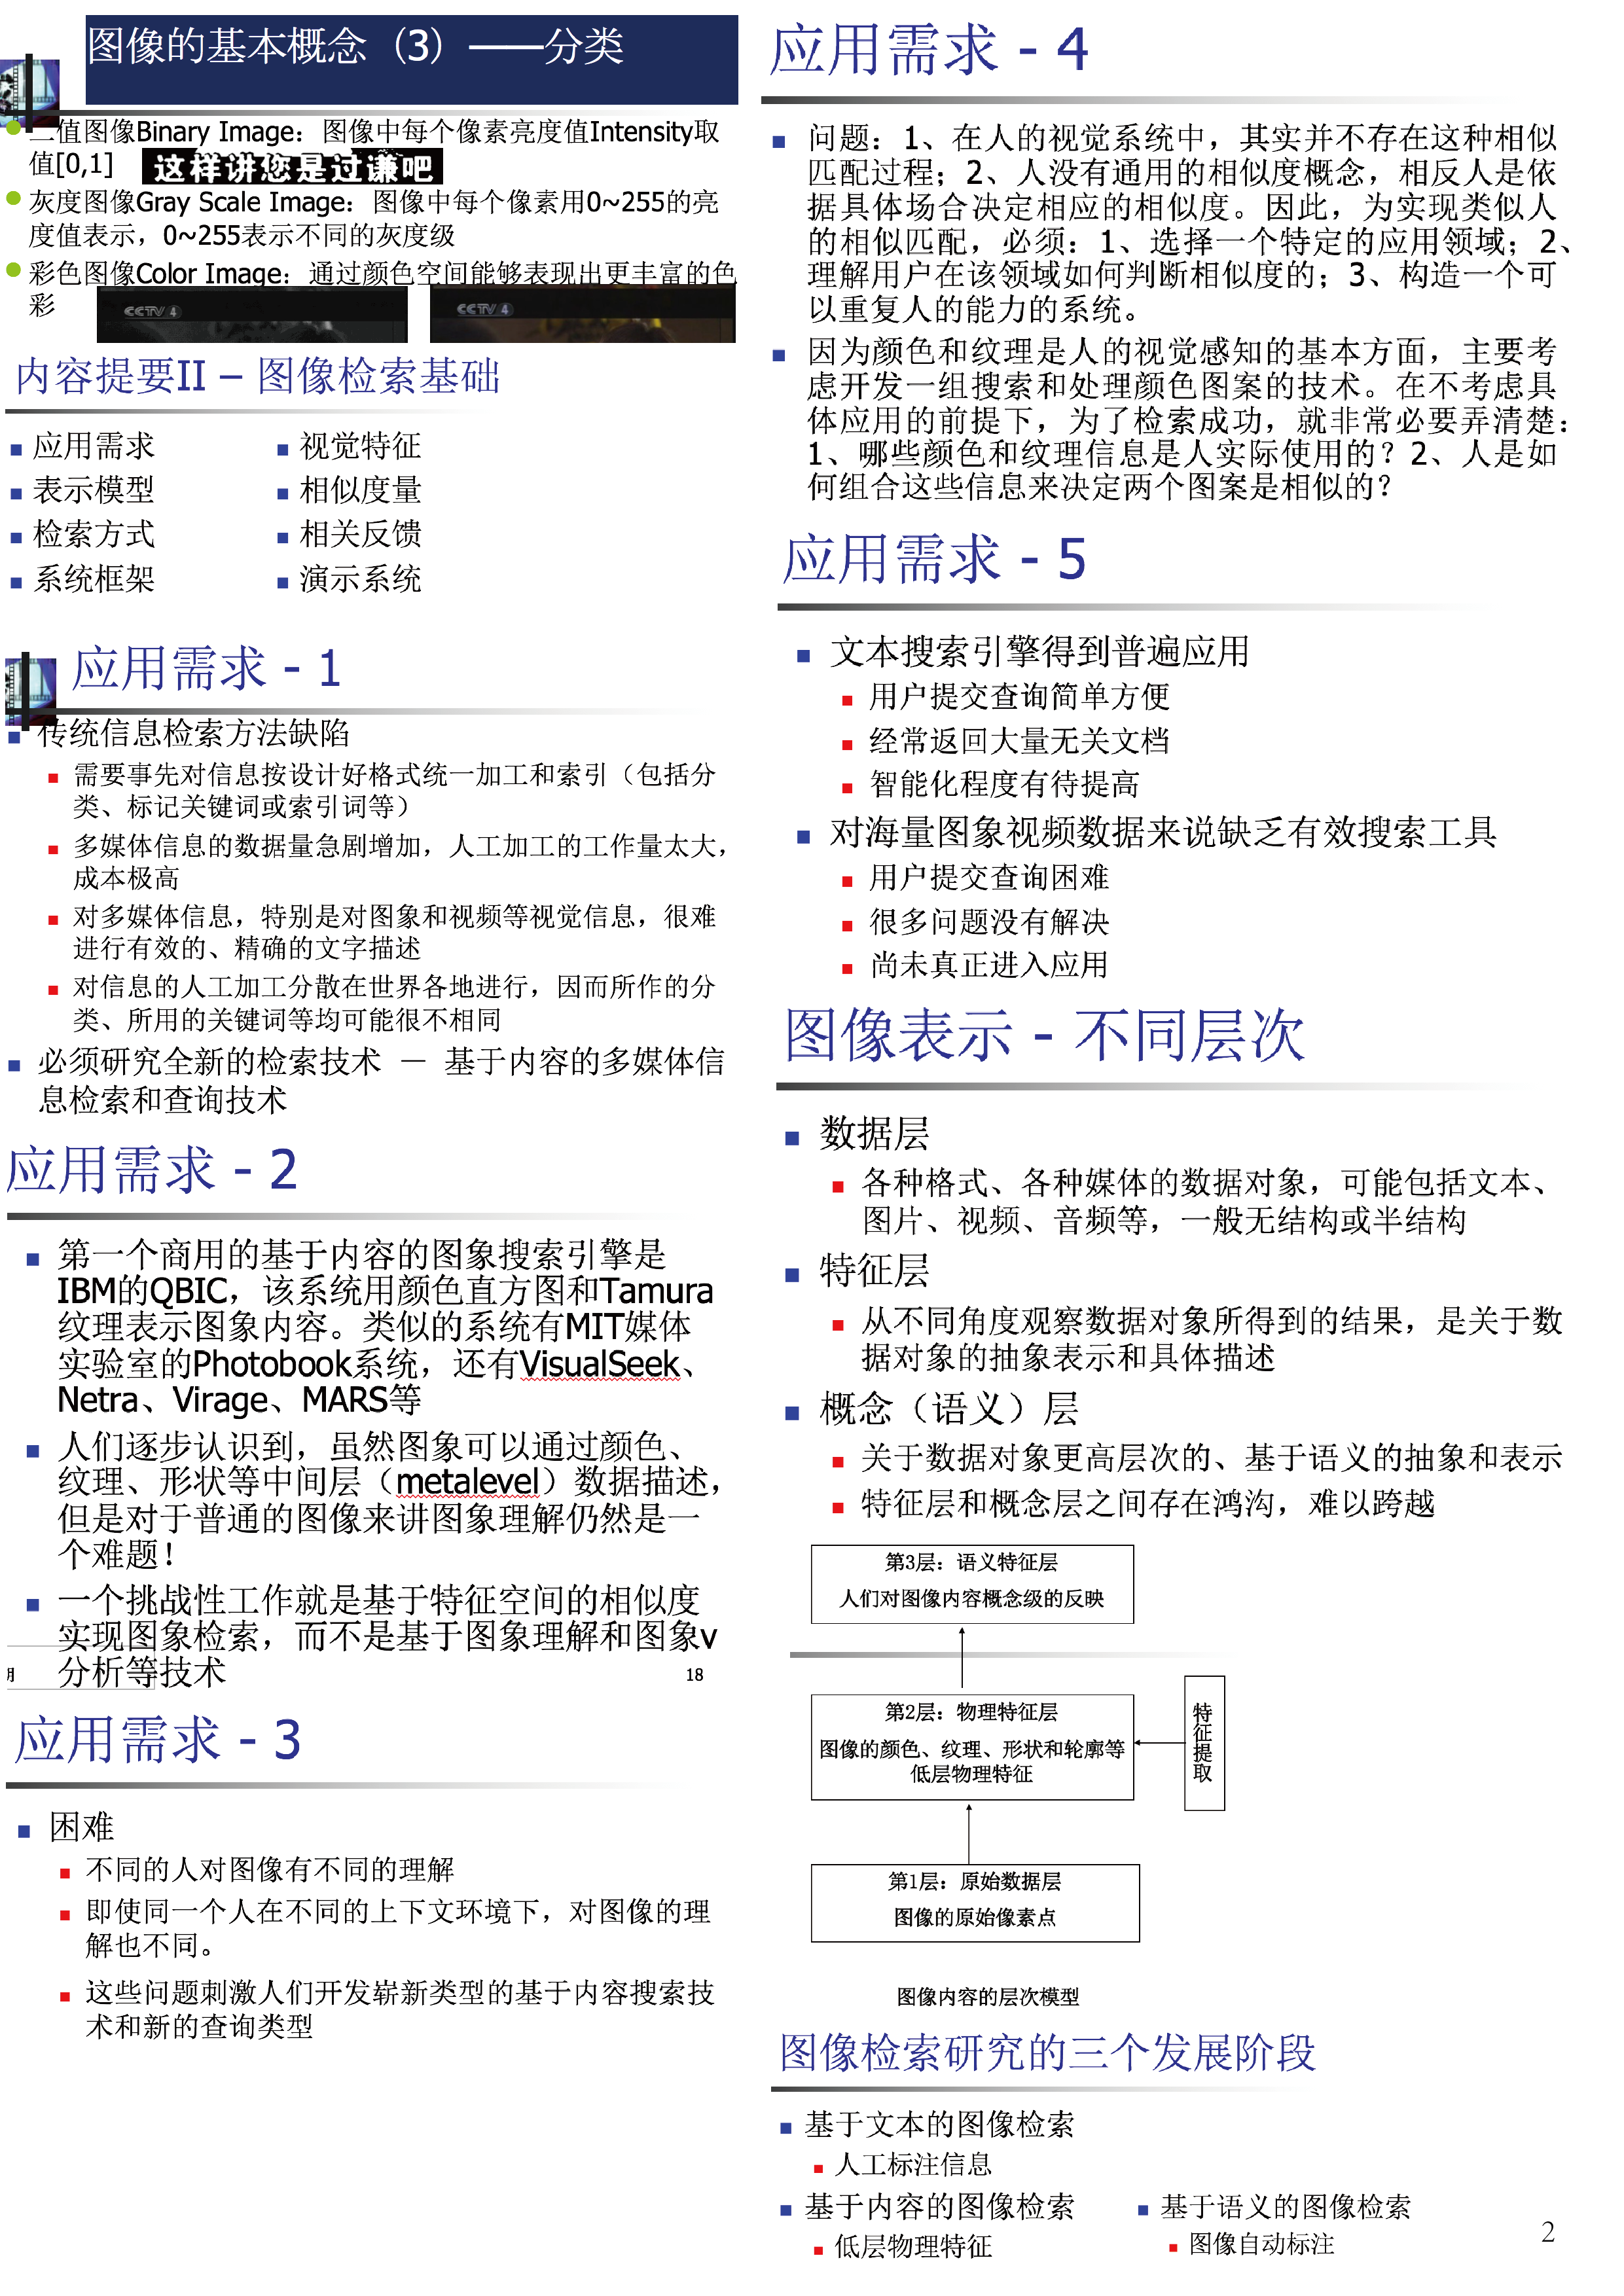 图像的基本概念（3）——分类
二值图像Binary Image：图像中每个像素亮度值Intensity取
值[0,1]
这样讲您是过谦吧
灰度图像Gray Scale Image：图像中每个像素用0~255的亮
度值表示，0~255表示不同的灰度级
彩色图像Color Image：通过颜色空间能够表现出更丰富的色
彩
CCTV 4
CCTV 4
内容提要II – 图像检索基础
应用需求
表示模型
检索方式
系统框架
视觉特征
相似度量
相关反馈
演示系统
应用需求 - 1
传统信息检索方法缺陷
需要事先对信息按设计好格式统一加工和索引（包括分
类、标记关键词或索引词等）
多媒体信息的数据量急剧增加，人工加工的工作量太大，
成本极高
对多媒体信息，特别是对图象和视频等视觉信息，很难
进行有效的、精确的文字描述
对信息的人工加工分散在世界各地进行，因而所作的分
类、所用的关键词等均可能很不相同
必须研究全新的检索技术 － 基于内容的多媒体信
息检索和查询技术
应用需求 - 2
第一个商用的基于内容的图象搜索引擎是
IBM的QBIC，该系统用颜色直方图和Tamura
纹理表示图象内容。类似的系统有MIT媒体
实验室的Photobook系统，还有VisualSeek、
Netra、Virage、MARS等
人们逐步认识到，虽然图象可以通过颜色、
纹理、形状等中间层（metalevel）数据描述，
但是对于普通的图像来讲图象理解仍然是一
个难题！
一个挑战性工作就是基于特征空间的相似度
实现图象检索，而不是基于图象理解和图象v
分析等技术
18
应用需求 - 3
困难
不同的人对图像有不同的理解
即使同一个人在不同的上下文环境下，对图像的理
解也不同。
这些问题刺激人们开发崭新类型的基于内容搜索技
术和新的查询类型
应用需求 - 4
问题：1、在人的视觉系统中，其实并不存在这种相似
匹配过程；2、人没有通用的相似度概念，相反人是依
据具体场合决定相应的相似度。因此，为实现类似人
的相似匹配，必须：1、选择一个特定的应用领域；2、
理解用户在该领域如何判断相似度的；3、构造一个可
以重复人的能力的系统。
因为颜色和纹理是人的视觉感知的基本方面，主要考
虑开发一组搜索和处理颜色图案的技术。在不考虑具
体应用的前提下，为了检索成功，就非常必要弄清楚：
1、哪些颜色和纹理信息是人实际使用的？2、人是如
何组合这些信息来决定两个图案是相似的？
应用需求 - 5
文本搜索引擎得到普遍应用
用户提交查询简单方便
经常返回大量无关文档
智能化程度有待提高
对海量图象视频数据来说缺乏有效搜索工具
用户提交查询困难
很多问题没有解决
尚未真正进入应用
图像表示 - 不同层次
数据层
各种格式、各种媒体的数据对象，可能包括文本、
图片、视频、音频等，一般无结构或半结构
特征层
从不同角度观察数据对象所得到的结果，是关于数
据对象的抽象表示和具体描述
概念（语义）层
关于数据对象更高层次的、基于语义的抽象和表示
特征层和概念层之间存在鸿沟，难以跨越
第3层：语义特征层
人们对图像内容概念级的反映
第2层：物理特征层
图像的颜色、纹理、形状和轮廓等
低层物理特征
特征提取
第1层：原始数据层
图像的原始像素点
图像内容的层次模型
图像检索研究的三个发展阶段
基于文本的图像检索
人工标注信息
基于内容的图像检索
低层物理特征
基于语义的图像检索
图像自动标注
2